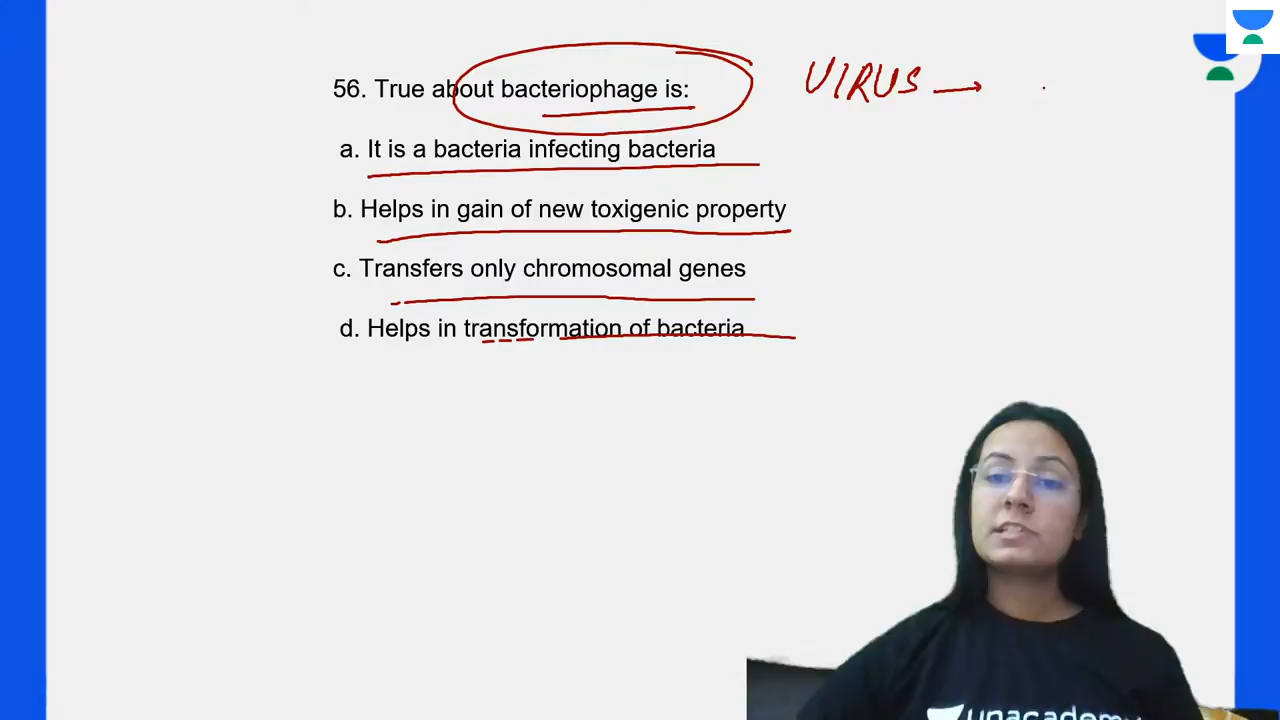 56. True about bacteriophage is:
VIRUS →
a. It is a bacteria infecting bacteria
b. Helps in gain of new toxigenic property
c. Transfers only chromosomal genes
d. Helps in transformation of bacteria
unacademy